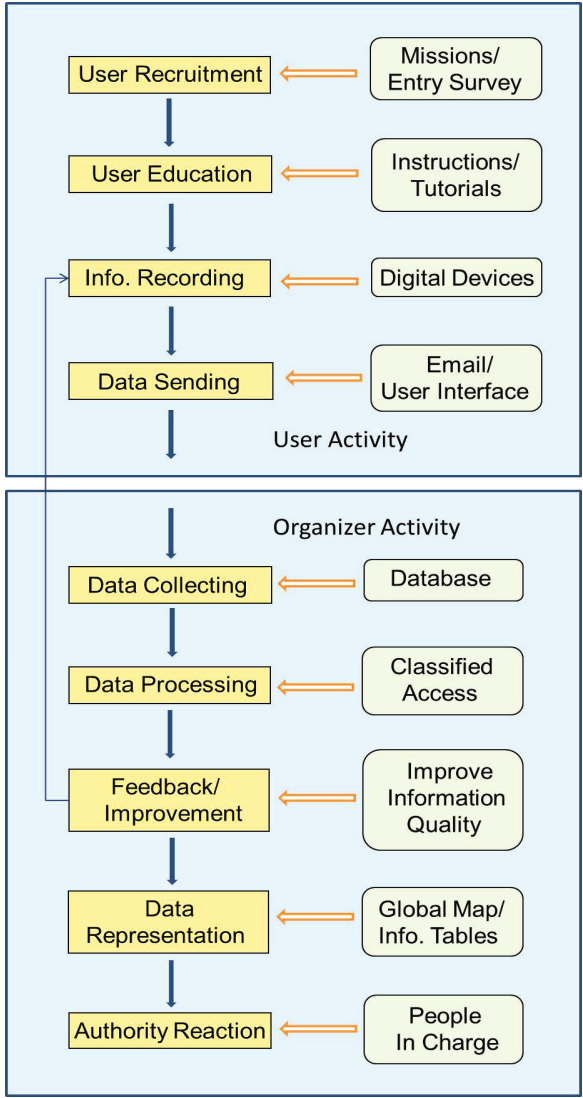 User Recruitment
Missions/
Entry Survey
User Education
Instructions/
Tutorials
Info. Recording
Digital Devices
Data Sending
Email/
User Interface
User Activity
Organizer Activity
Data Collecting
Database
Data Processing
Classified
Access
Feedback/
Improvement
Improve
Information
Quality
Data
Representation
Global Map/
Info. Tables
Authority Reaction
People
In Charge